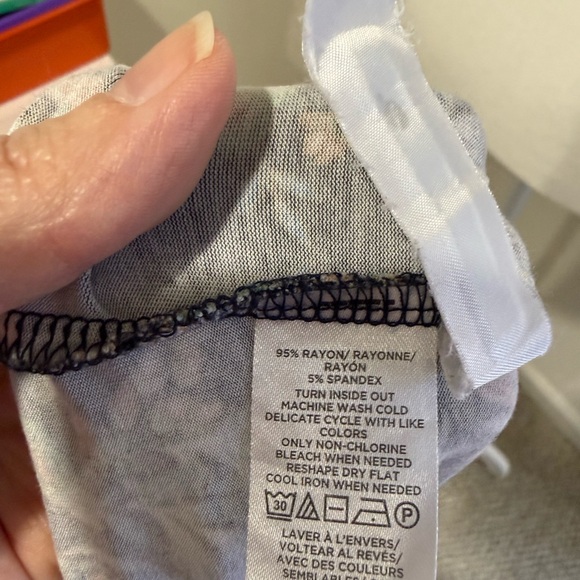 95% RAYON/ RAYONNE/
RAYÓN
5% SPANDEX
TURN INSIDE OUT
MACHINE WASH COLD
DELICATE CYCLE WITH LIKE
COLORS
ONLY NON-CHLORINE
BLEACH WHEN NEEDED
RESHAPE DRY FLAT
COOL IRON WHEN NEEDED
30 P
LAVER À L'ENVERS/
VOLTEAR AL REVÉS/
AVEC DES COULEURS
SEMBLABLES/